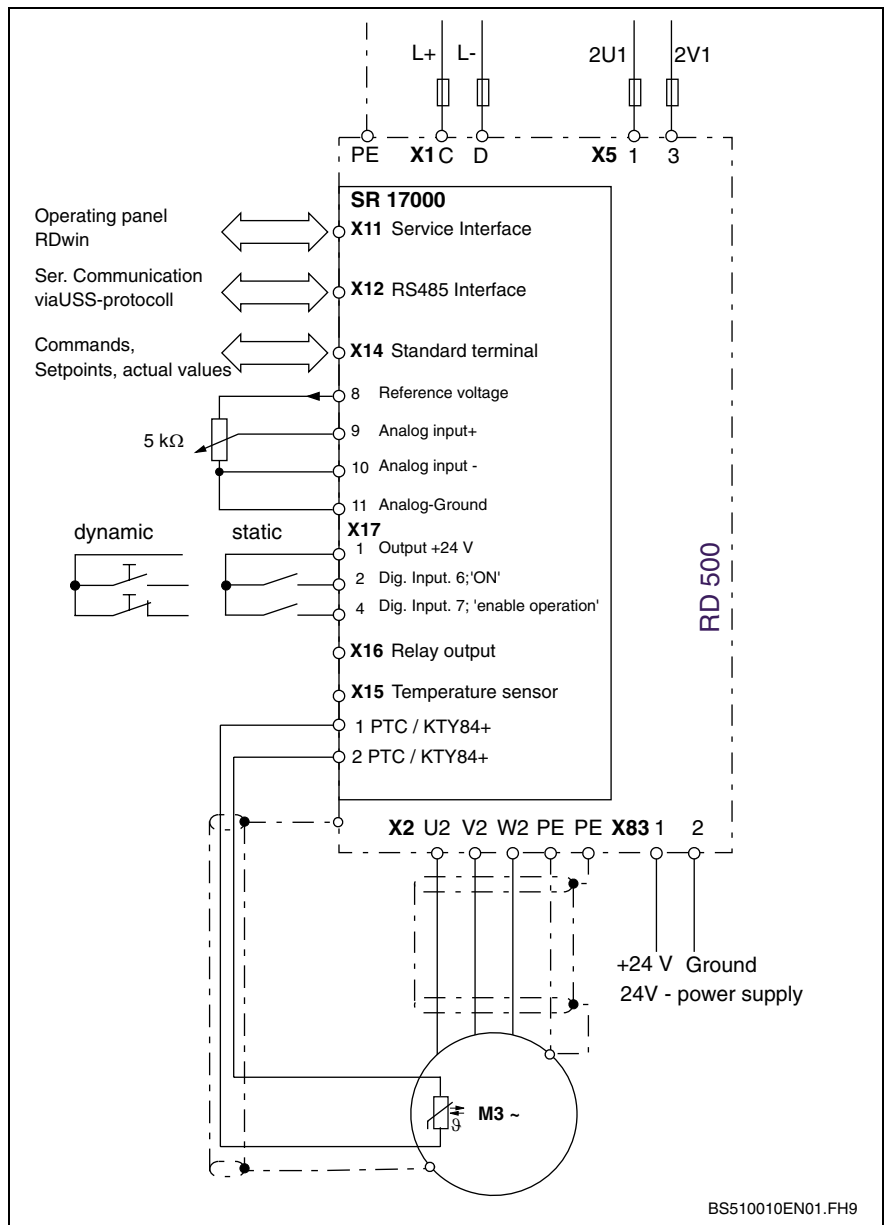 L+ L- 2U1 2V1
PE X1 C D X5 1 3
SR 17000
Operating panel
RDwin
X11 Service Interface
Ser. Communication
viaUSS-protocoll
X12 RS485 Interface
Commands,
Setpoints, actual values
X14 Standard terminal
8 Reference voltage
5 kΩ
9 Analog input+
10 Analog input -
11 Analog-Ground
dynamic static
X17
1 Output +24 V
2 Dig. Input. 6;'ON'
4 Dig. Input. 7; 'enable operation'
RD 500
X16 Relay output
X15 Temperature sensor
1 PTC / KTY84+
2 PTC / KTY84+
X2 U2 V2 W2 PE PE X83 1 2
+24 V Ground
24V - power supply
M3 ~
ϑ
BS510010EN01.FH9